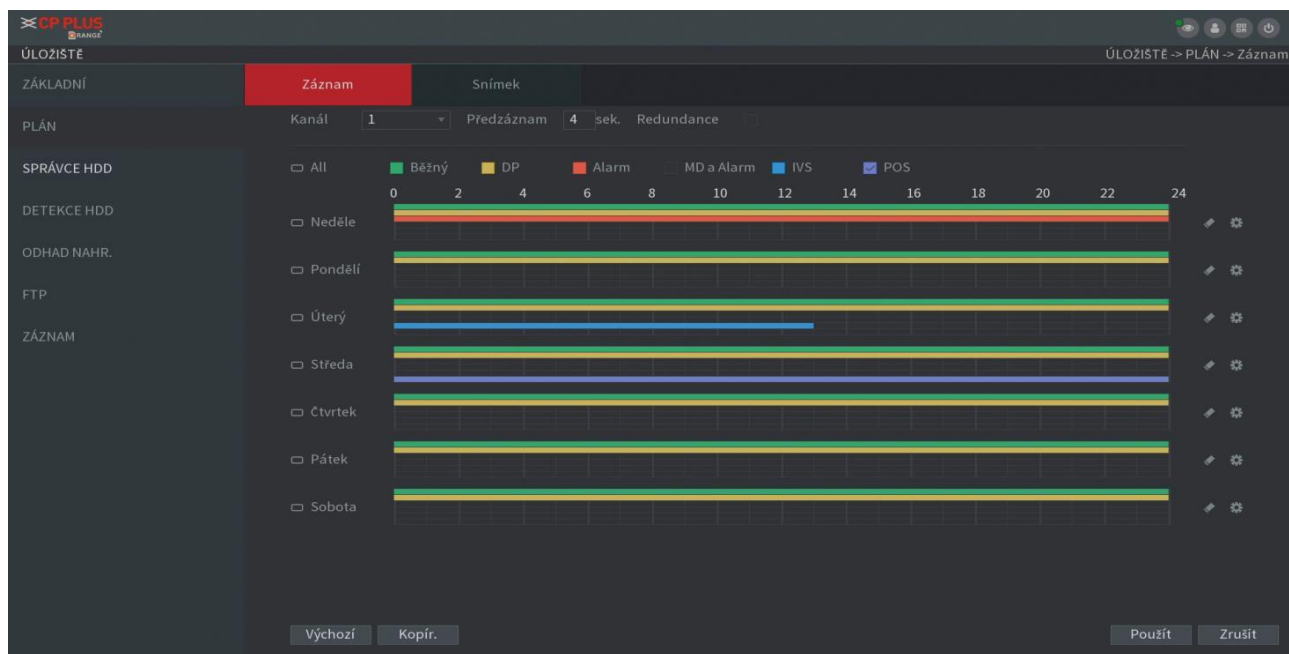 CP PLUS
ORANGE
ÚLOŽIŠTĚ
ÚLOŽIŠTĚ -> PLÁN -> Záznam
ZÁKLADNÍ
Záznam
Snímek
PLÁN
Kanál 1 Předzáznam 4 sek. Redundance
SPRÁVCE HDD
All Běžný DP Alarm MD a Alarm IVS POS
0 2 4 6 8 10 12 14 16 18 20 22 24
DETEKCE HDD
Neděle
ODHAD NAHR.
Pondělí
FTP
Úterý
ZÁZNAM
Středa
Čtvrtek
Pátek
Sobota
Výchozí Kopír. Použít Zrušit